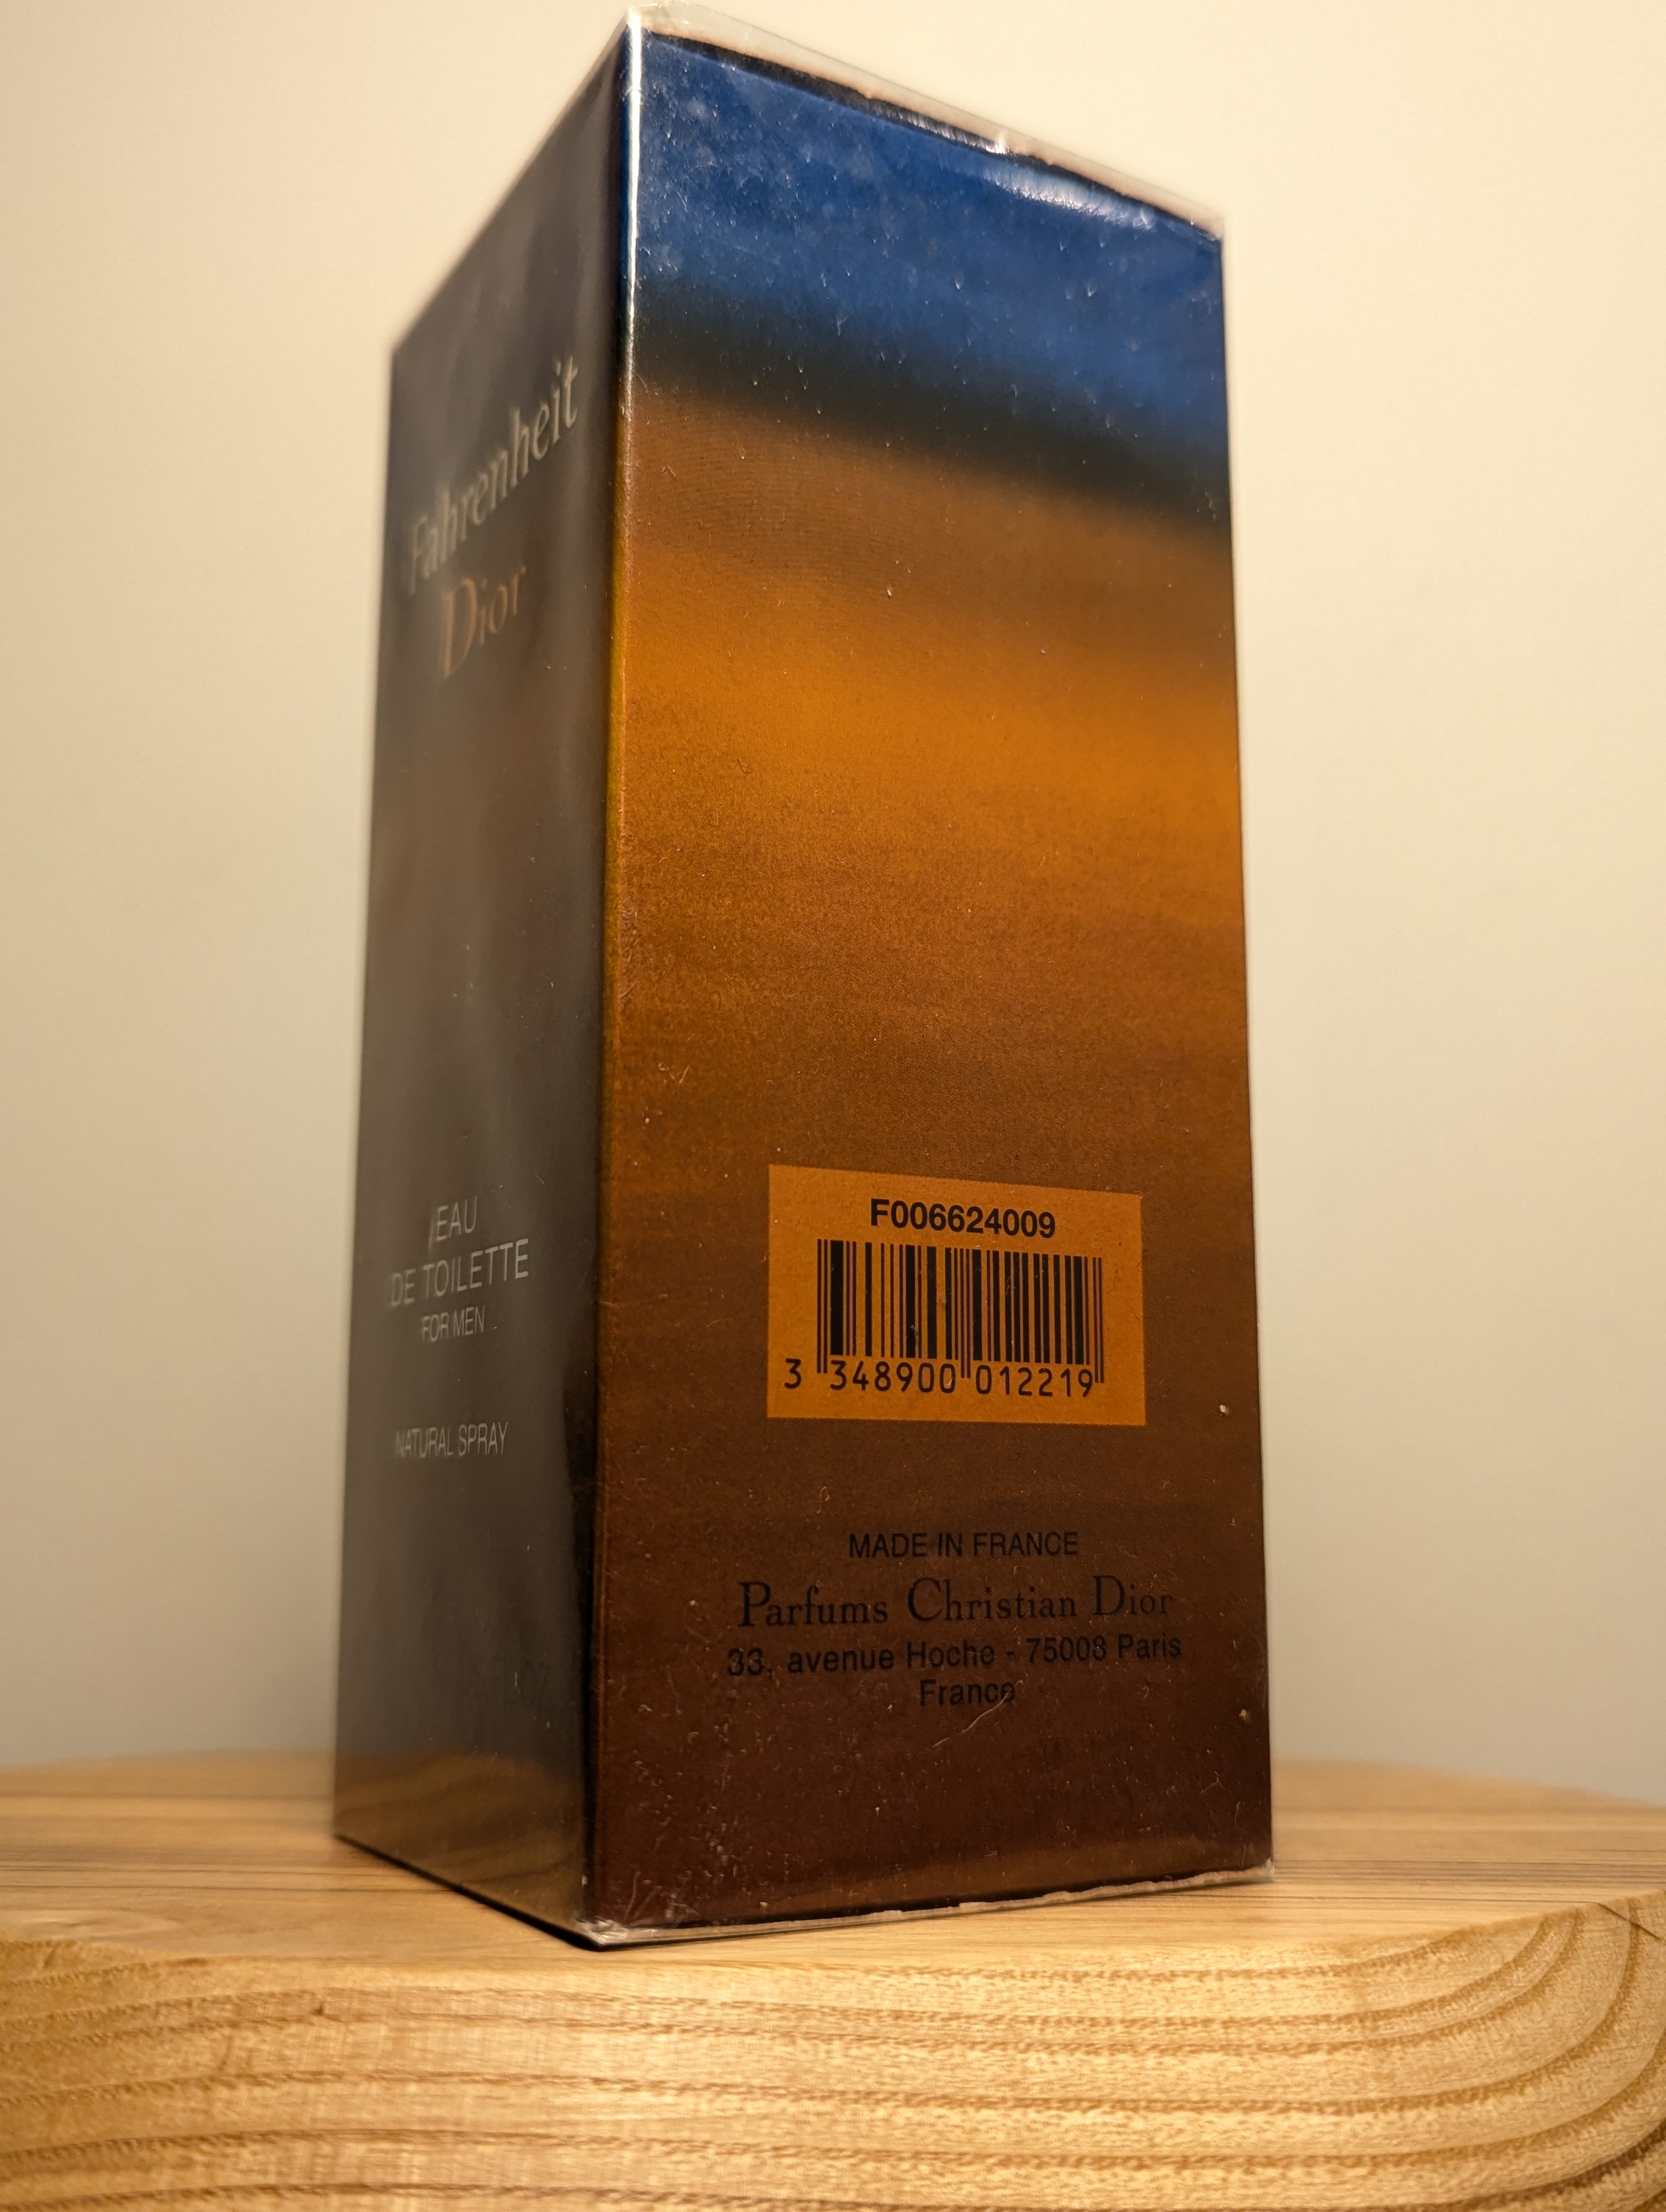 Fahrenheit
Dior
EAU
DE TOILETTE
FOR MEN
NATURAL SPRAY
F006624009
3 348900 012219
MADE IN FRANCE
Parfums Christian Dior
33, avenue Hoche - 75008 Paris
France